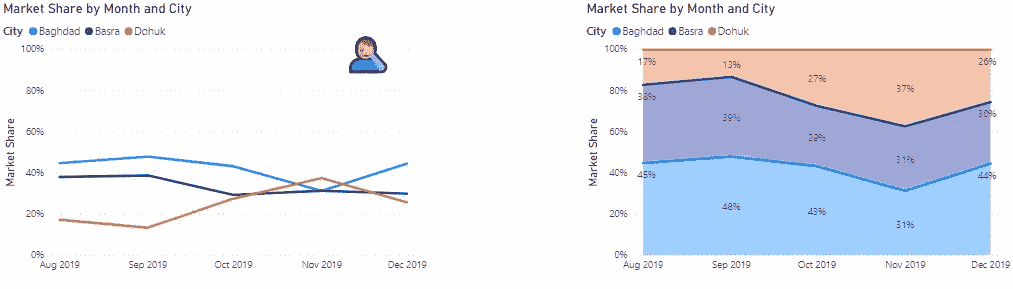 Market Share by Month and City
City Baghdad Basra Dohuk
100%
80%
60%
40%
20%
0%
Market Share
Aug 2019 Sep 2019 Oct 2019 Nov 2019 Dec 2019
Market Share by Month and City
City Baghdad Basra Dohuk
100%
80%
60%
40%
20%
0%
Market Share
17% 13% 27% 37% 26%
38% 39% 29% 31% 30%
45% 48% 43% 31% 44%
Aug 2019 Sep 2019 Oct 2019 Nov 2019 Dec 2019